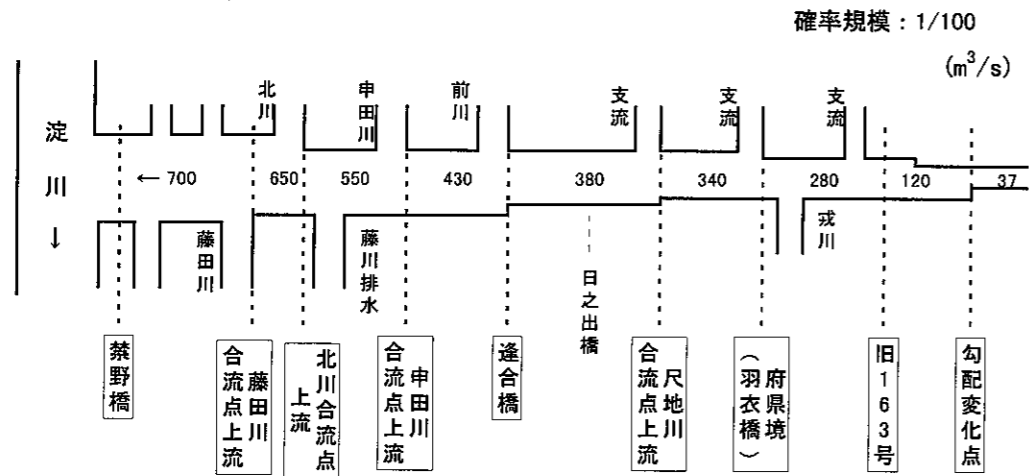 確率規模：1/100
(m³/s)
淀川↓
北川
申田川
前川
支流
支流
支流
← 700
650
550
430
380
340
280
120
37
藤田川
藤川排水
日之出橋
戎川
禁野橋
藤田川
合流点上流
北川合流点
上流
申田川
合流点上流
逢合橋
尺地川
合流点上流
府県境
（羽衣橋）
旧163号
勾配変化点